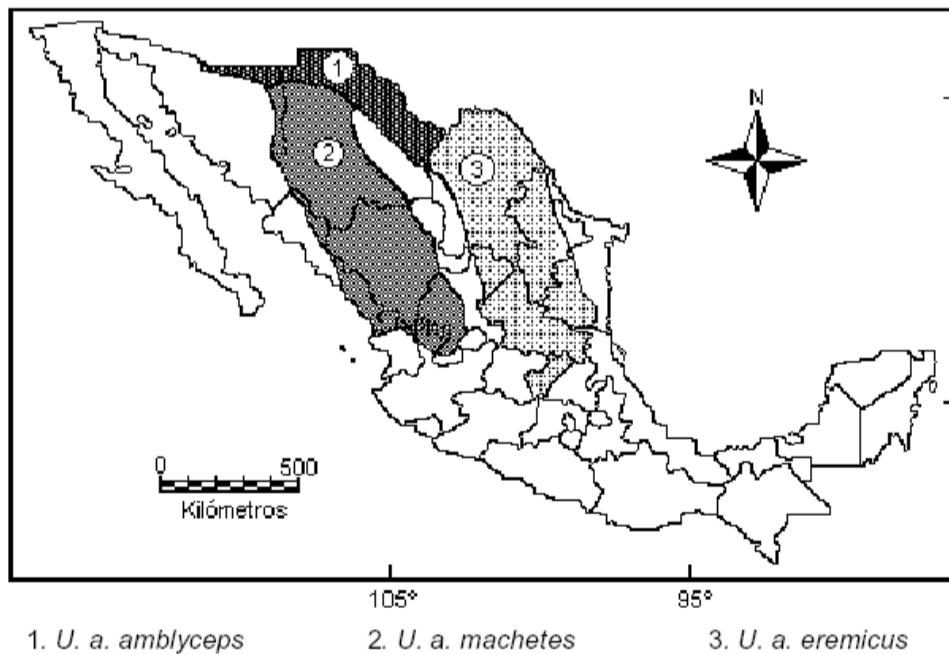 1
N
2
3
0 500
Kilómetros
105° 95°
1. U. a. amblyceps 2. U. a. machetes 3. U. a. eremicus